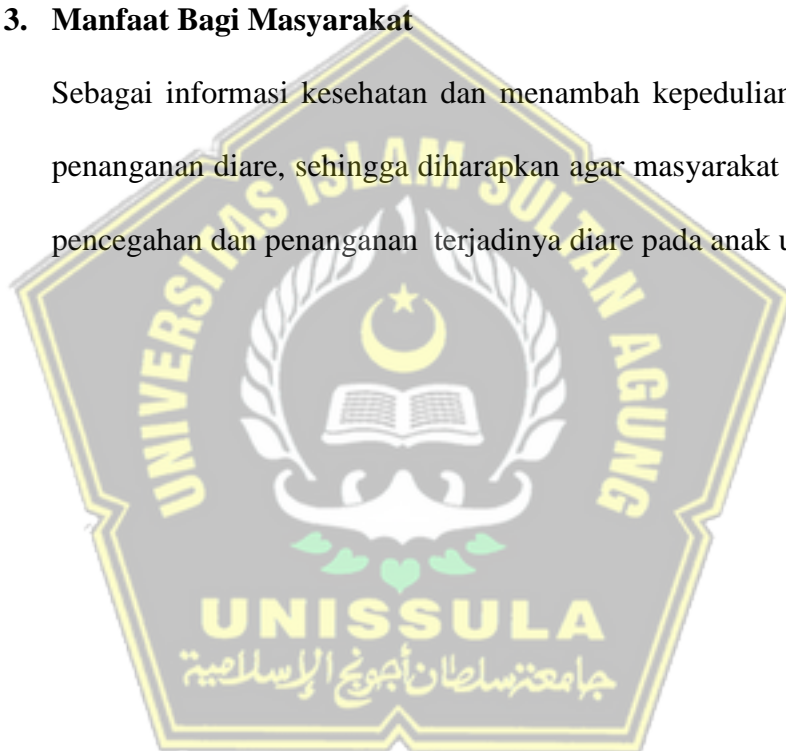 3. Manfaat Bagi Masyarakat
Sebagai informasi kesehatan dan menambah kepedulian
penanganan diare, sehingga diharapkan agar masyarakat
pencegahan dan penanganan terjadinya diare pada anak u
UNIVERSITAS ISLAM SULTAN AGUNG
UNISSULA
جامعة سلطان أجونج الإسلامية